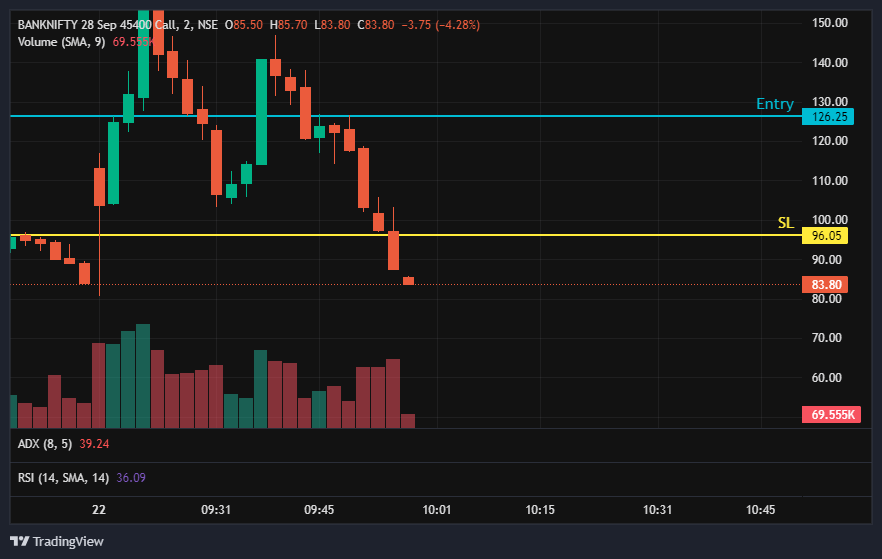 BANKNIFTY 28 Sep 45400 Call, 2, NSE O85.50 H85.70 L83.80 C83.80 −3.75 (−4.28%)
Volume (SMA, 9) 69.555K
150.00
140.00
130.00
Entry
126.25
120.00
110.00
100.00
SL
96.05
90.00
83.80
80.00
70.00
60.00
69.555K
ADX (8, 5) 39.24
RSI (14, SMA, 14) 36.09
22 09:31 09:45 10:01 10:15 10:31 10:45
TradingView